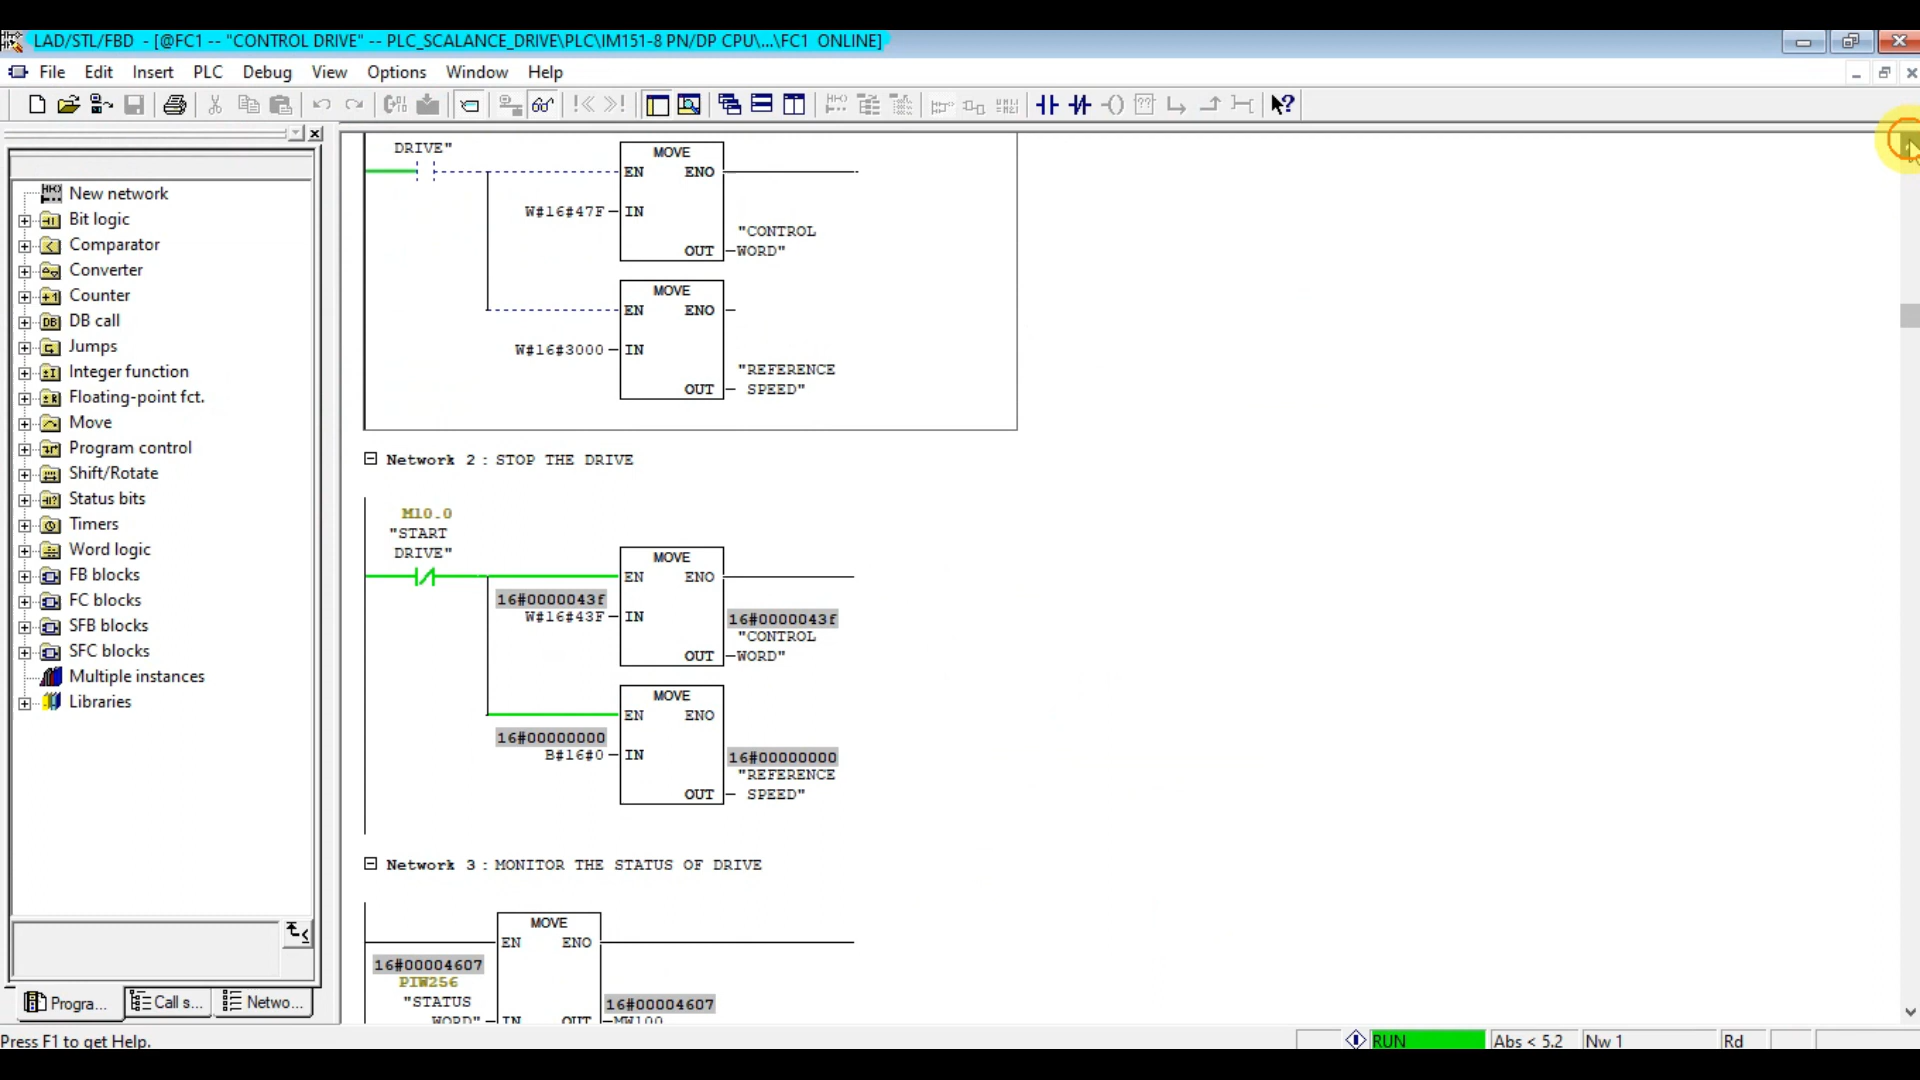 LAD/STL/FBD - [@FC1 -- "CONTROL DRIVE" -- PLC_SCALANCE_DRIVE\PLC\IM151-8 PN/DP CPU\...\FC1 ONLINE]
File Edit Insert PLC Debug View Options Window Help
New network
Bit logic
Comparator
Converter
Counter
DB call
Jumps
Integer function
Floating-point fct.
Move
Program control
Shift/Rotate
Status bits
Timers
Word logic
FB blocks
FC blocks
SFB blocks
SFC blocks
Multiple instances
Libraries
Progra... Call s... Netwo...
DRIVE"
MOVE
EN ENO
W#16#47F IN
"CONTROL
OUT WORD"
MOVE
EN ENO
W#16#3000 IN
"REFERENCE
OUT SPEED"
Network 2 : STOP THE DRIVE
M10.0
"START
DRIVE"
MOVE
EN ENO
16#0000043f
W#16#43F IN
16#0000043f
"CONTROL
OUT WORD"
MOVE
EN ENO
16#00000000
B#16#0 IN
16#00000000
"REFERENCE
OUT SPEED"
Network 3 : MONITOR THE STATUS OF DRIVE
MOVE
EN ENO
16#00004607
PIW256
"STATUS
16#00004607
WORD" IN OUT MW100
Press F1 to get Help.
RUN Abs < 5.2 Nw 1 Rd